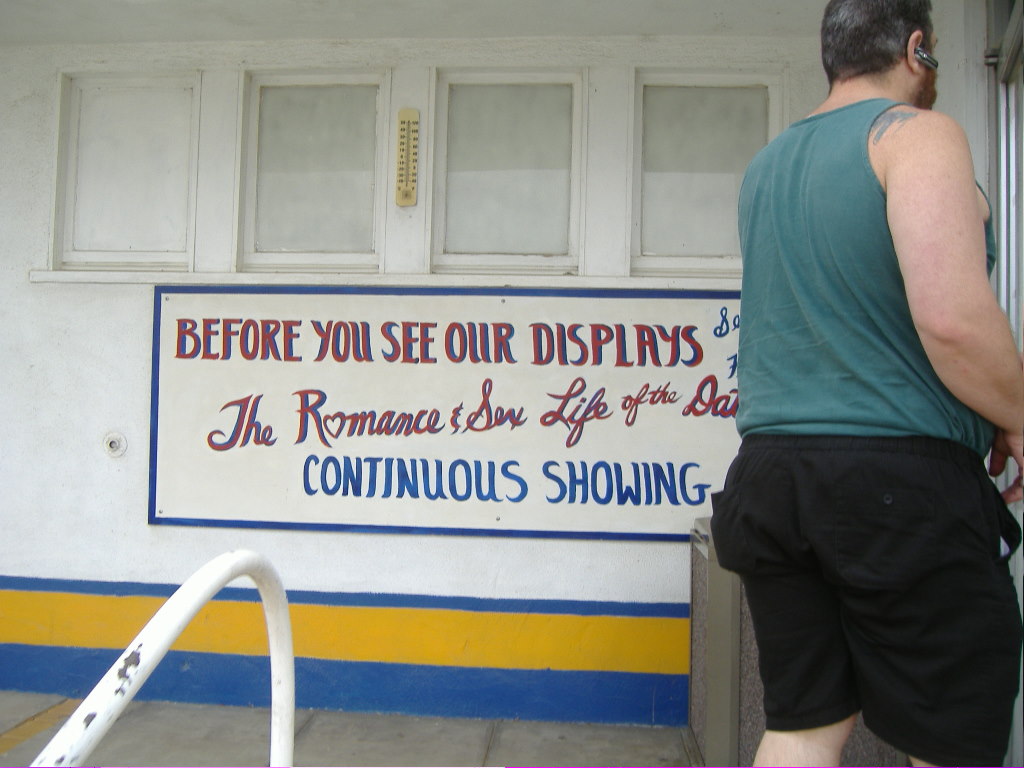 BEFORE YOU SEE OUR DISPLAYS
The Romance & Sex Life of the
CONTINUOUS SHOWING